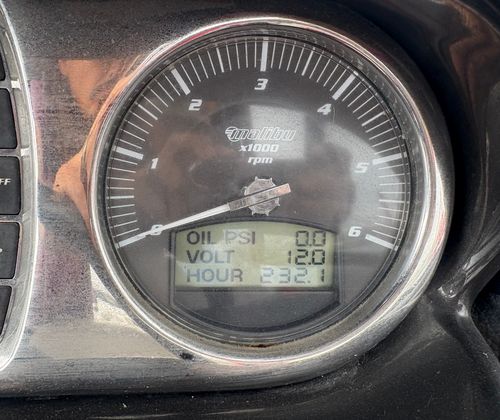 3
2
4
malibu
x1000
rpm
1
5
0
6
OIL PSI 0.0
VOLT 12.0
HOUR 232.1
OFF